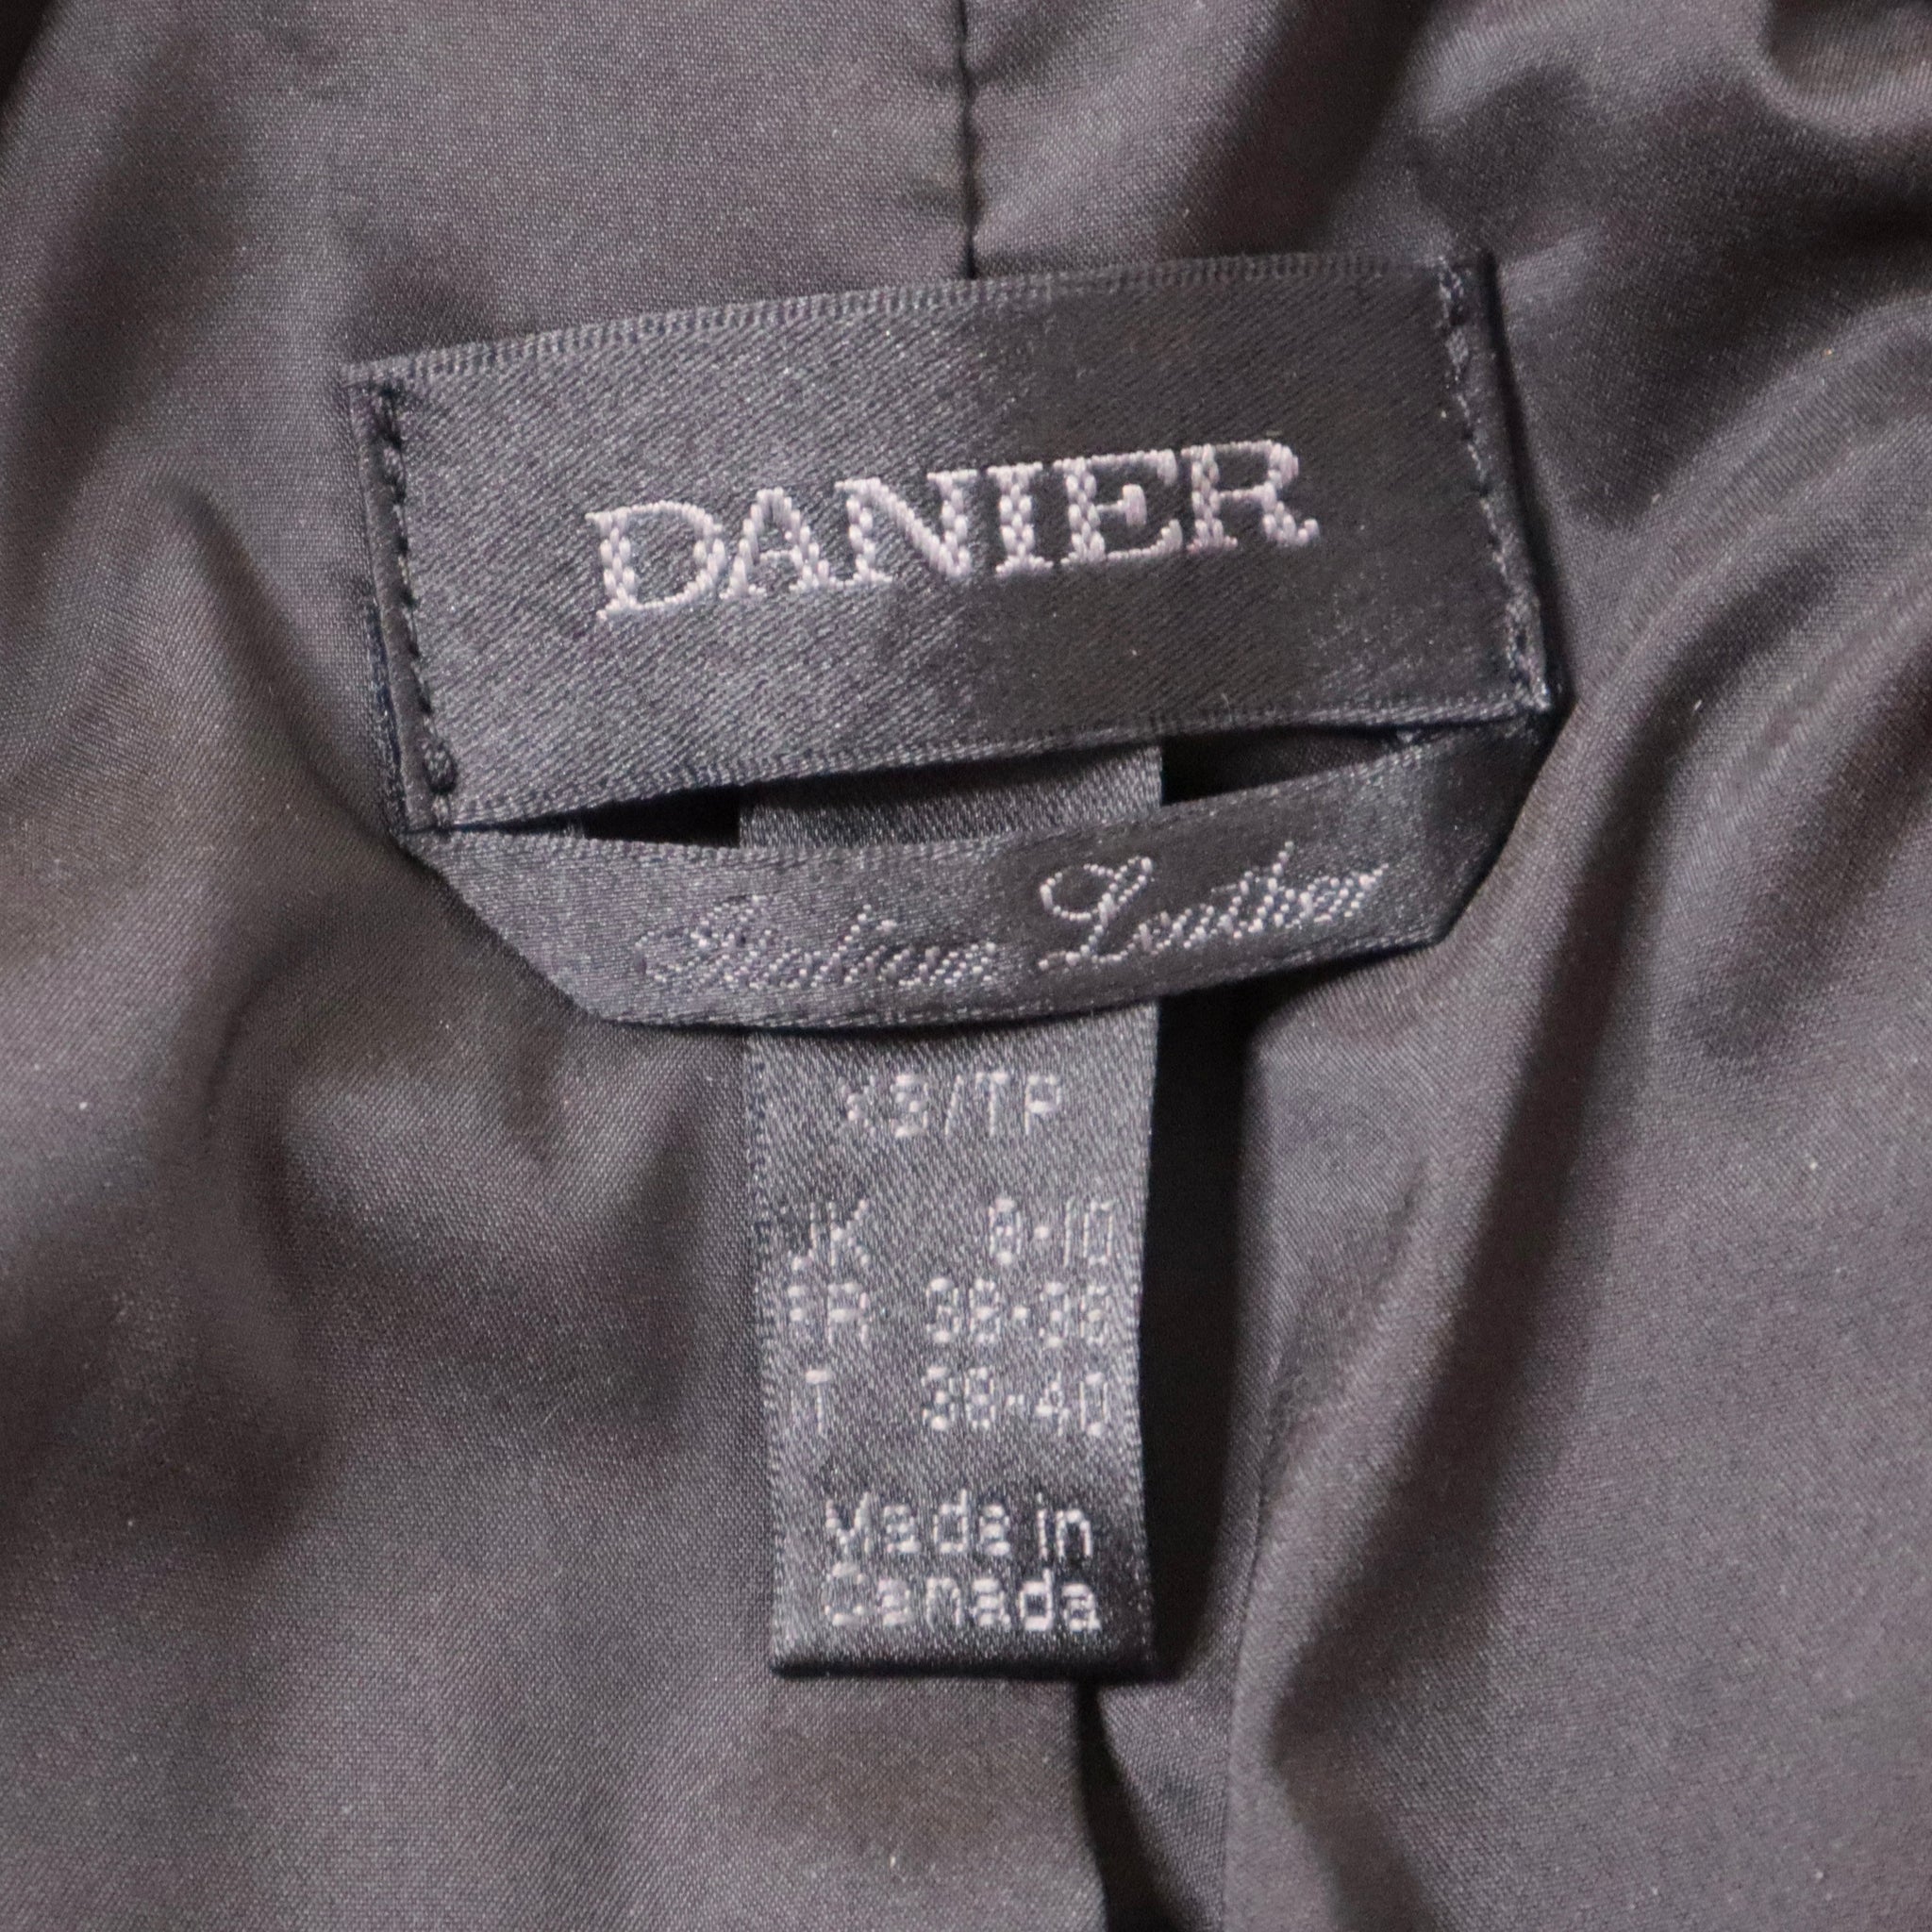 DANIER
Italian Leather
XS/TP
UK 8-10
FR 36-38
IT 38-40
Made in
Canada